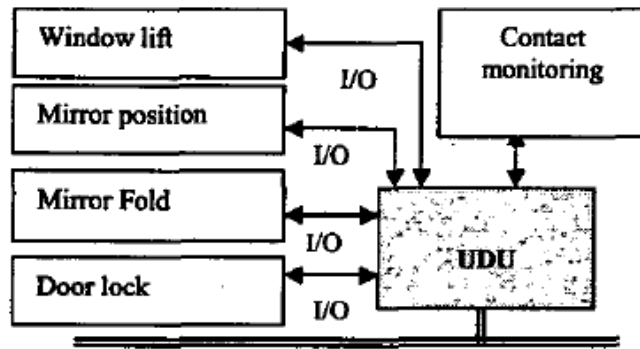 Window lift
Contact
monitoring
I/O
Mirror position
I/O
Mirror Fold
I/O
UDU
Door lock
I/O